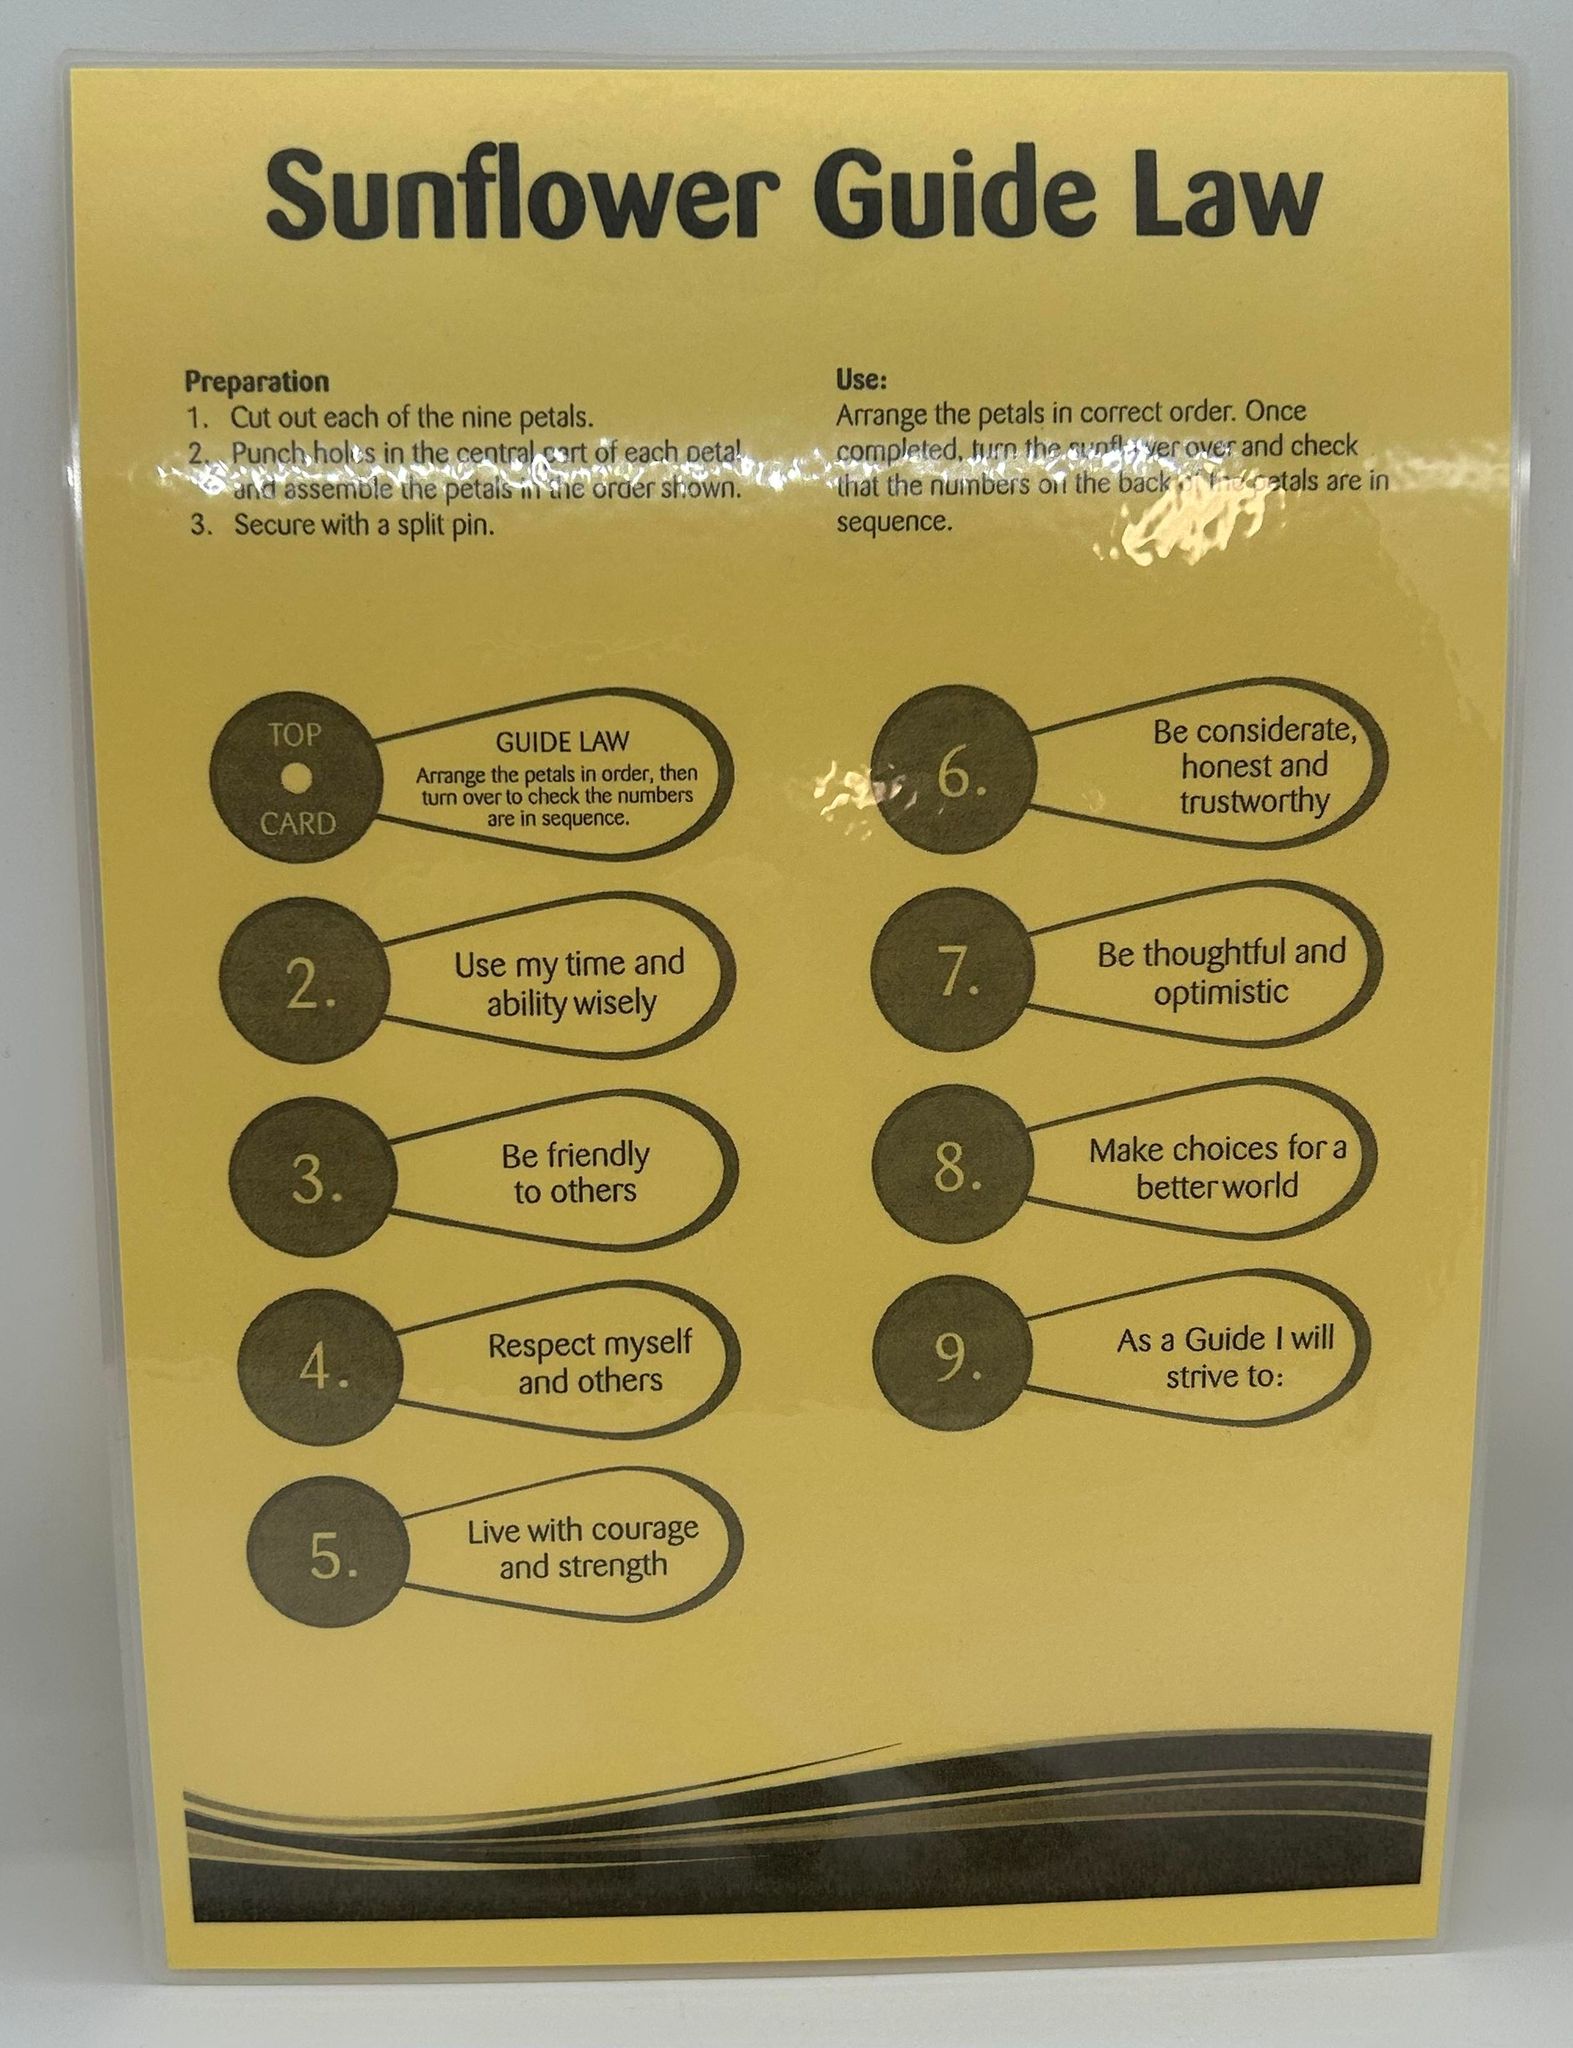 Sunflower Guide Law
Preparation
1. Cut out each of the nine petals.
2. Punch holes in the central part of each petal
and assemble the petals in the order shown.
3. Secure with a split pin.
Use:
Arrange the petals in correct order. Once
completed, turn the sunflower over and check
that the numbers on the back of the petals are in
sequence.
TOP
CARD
GUIDE LAW
Arrange the petals in order, then
turn over to check the numbers
are in sequence.
2.
Use my time and
ability wisely
3.
Be friendly
to others
4.
Respect myself
and others
5.
Live with courage
and strength
6.
Be considerate,
honest and
trustworthy
7.
Be thoughtful and
optimistic
8.
Make choices for a
better world
9.
As a Guide I will
strive to: